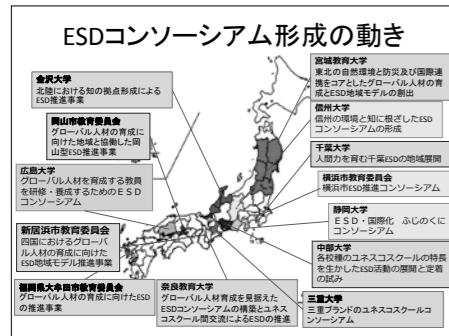 ESDコンソーシアム形成の動き
金沢大学
北陸における知の拠点形成による
ESD推進事業
岡山市教育委員会
グローバル人材の育成に
向けた地域と協働した岡
山型ESD推進事業
広島大学
グローバル人材を育成する教員
を研修・養成するためのＥＳＤ
コンソーシアム
新居浜市教育委員会
四国におけるグローバ
ル人材の育成に向けた
ESD地域モデル推進事業
福岡県大牟田市教育委員会
グローバル人材の育成に向けたESD
の推進事業
奈良教育大学
グローバル人材育成を見据えた
ESDコンソーシアムの構築とユネス
コスクール間交流によるESDの推進
宮城教育大学
東北の自然環境と防災及び国際連
携をコアとしたグローバル人材の育
成とESD地域モデルの創出
信州大学
信州の環境と知に根ざしたESD
コンソーシアムの形成
千葉大学
人間力を育む千葉ESDの地域展開
横浜市教育委員会
横浜市ESD推進コンソーシアム
静岡大学
ＥＳＤ・国際化　ふじのくにに
コンソーシアム
中部大学
各校種のユネスコスクールの特長
を生かしたESD活動の展開と定着
の試み
三重大学
三重ブランドのユネスコスクールコ
ンソーシアム